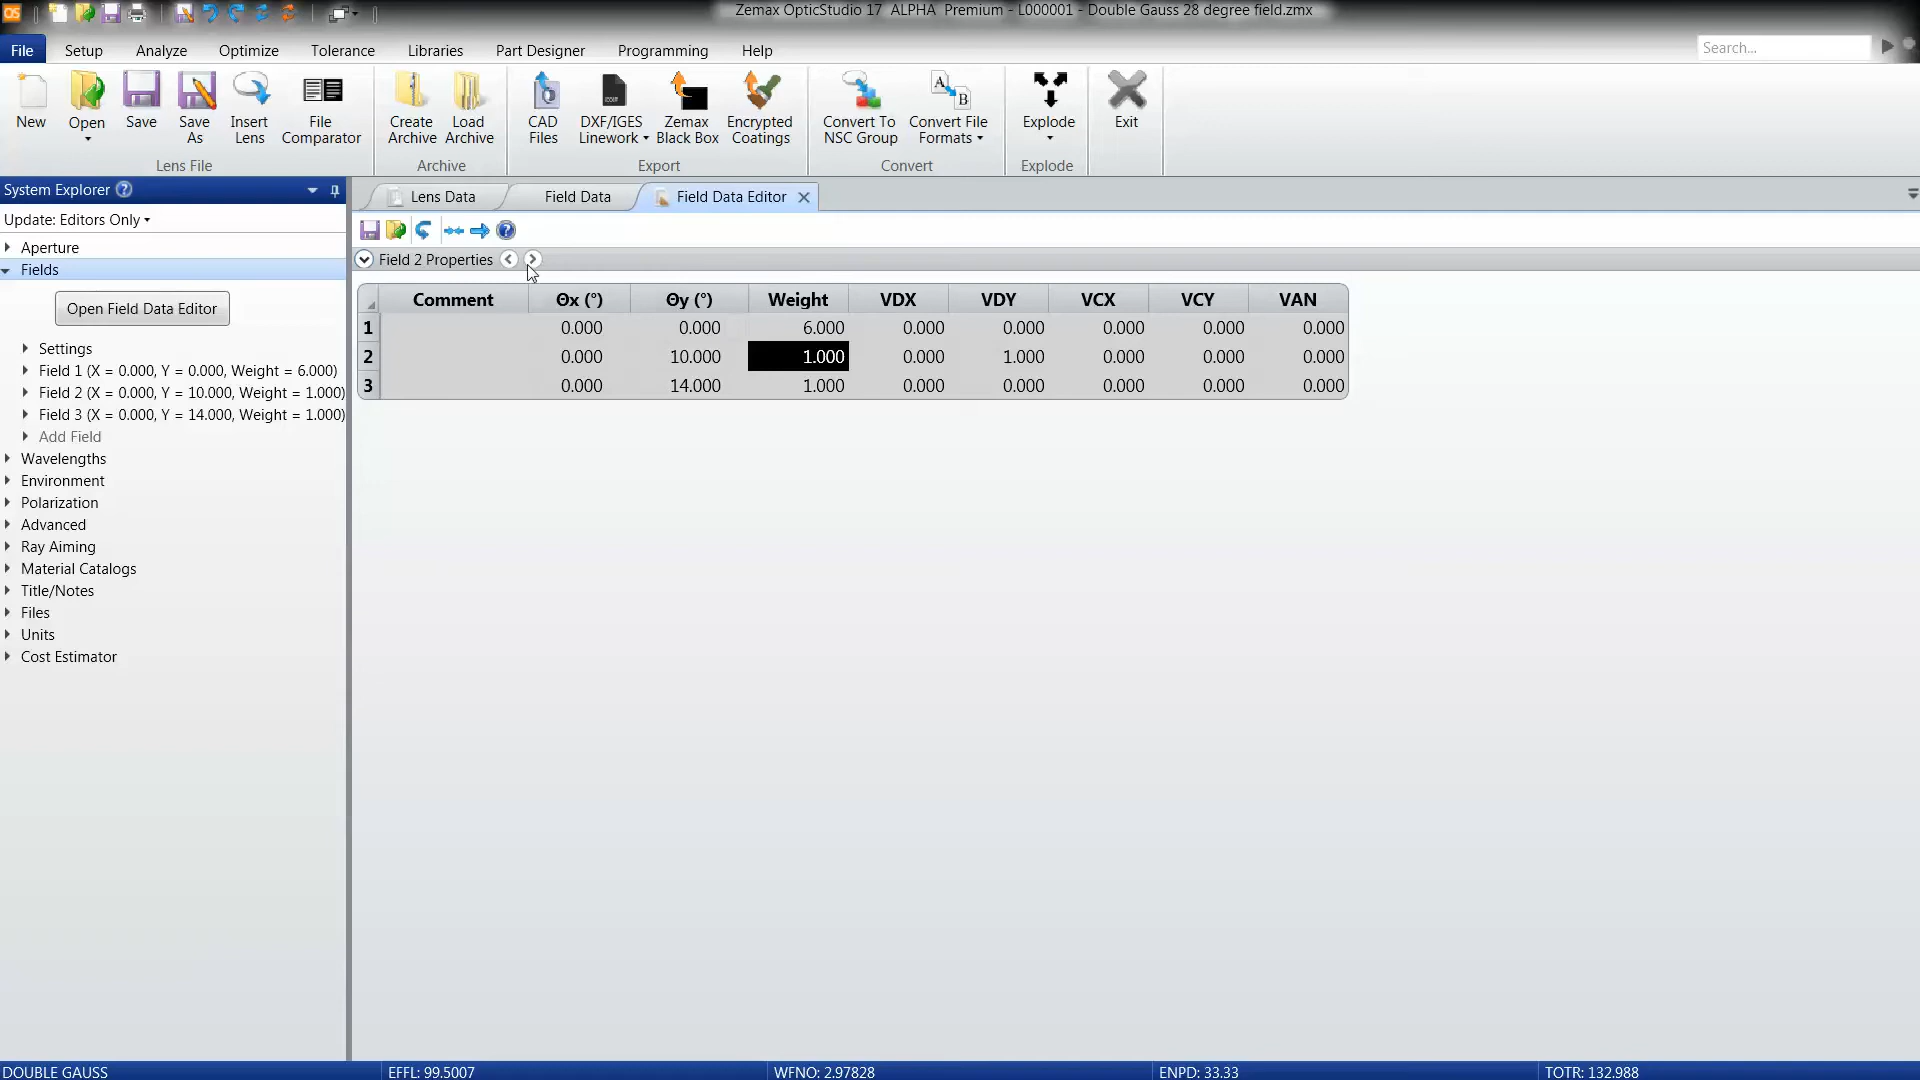 Zemax OpticStudio 17 ALPHA Premium - L000001 - Double Gauss 28 degree field.zmx
File Setup Analyze Optimize Tolerance Libraries Part Designer Programming Help Search...
New Open Save Save As Insert Lens File Comparator Create Archive Load Archive CAD Files DXF/IGES Linework Zemax Black Box Encrypted Coatings Convert To NSC Group Convert File Formats Explode Exit
Lens File Archive Export Convert Explode
System Explorer
Update: Editors Only
Aperture
Fields
Open Field Data Editor
Settings
Field 1 (X = 0.000, Y = 0.000, Weight = 6.000)
Field 2 (X = 0.000, Y = 10.000, Weight = 1.000)
Field 3 (X = 0.000, Y = 14.000, Weight = 1.000)
Add Field
Wavelengths
Environment
Polarization
Advanced
Ray Aiming
Material Catalogs
Title/Notes
Files
Units
Cost Estimator
Lens Data Field Data Field Data Editor
Field 2 Properties
Comment Θx (°) Θy (°) Weight VDX VDY VCX VCY VAN
1 0.000 0.000 6.000 0.000 0.000 0.000 0.000 0.000
2 0.000 10.000 1.000 0.000 1.000 0.000 0.000 0.000
3 0.000 14.000 1.000 0.000 0.000 0.000 0.000 0.000
DOUBLE GAUSS EFFL: 99.5007 WFNO: 2.97828 ENPD: 33.33 TOTR: 132.988